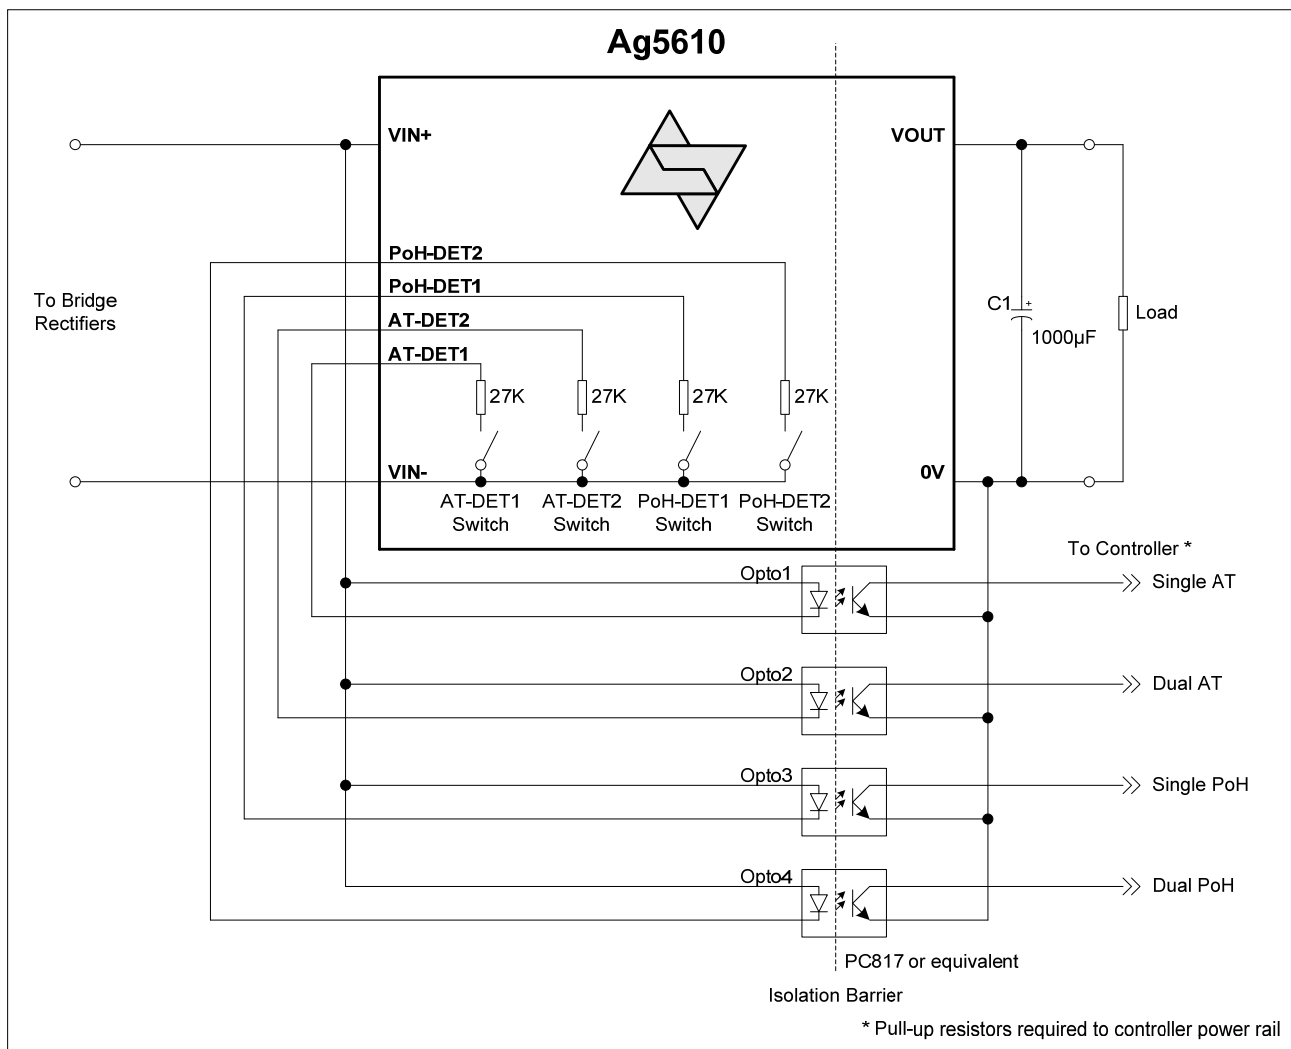 Ag5610
VIN+
VOUT
PoH-DET2
PoH-DET1
AT-DET2
AT-DET1
To Bridge
Rectifiers
C1
+
1000µF
Load
27K
27K
27K
27K
VIN-
0V
AT-DET1
Switch
AT-DET2
Switch
PoH-DET1
Switch
PoH-DET2
Switch
To Controller *
Opto1
Single AT
Opto2
Dual AT
Opto3
Single PoH
Opto4
Dual PoH
PC817 or equivalent
Isolation Barrier
* Pull-up resistors required to controller power rail